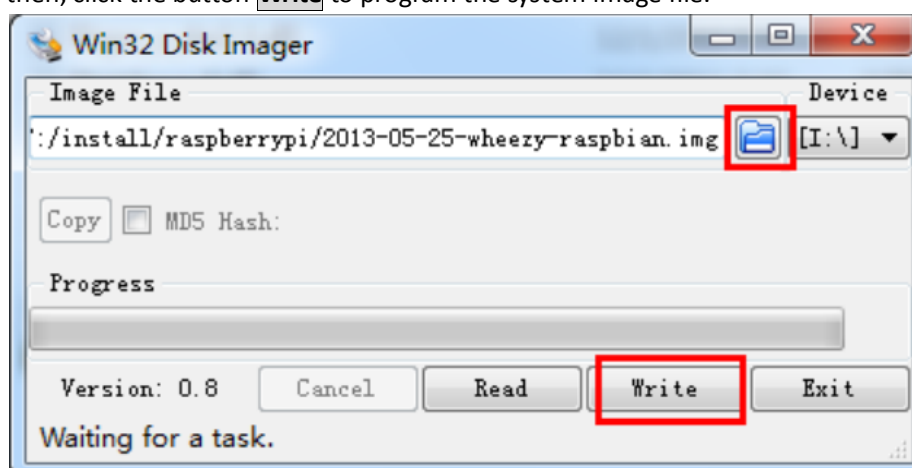 then, click the button Write to program the system image file.
Win32 Disk Imager
Image File
Device
:/install/raspberrypi/2013-05-25-wheezy-raspbian.img
[I:\]
Copy
MD5 Hash:
Progress
Version: 0.8
Cancel
Read
Write
Exit
Waiting for a task.